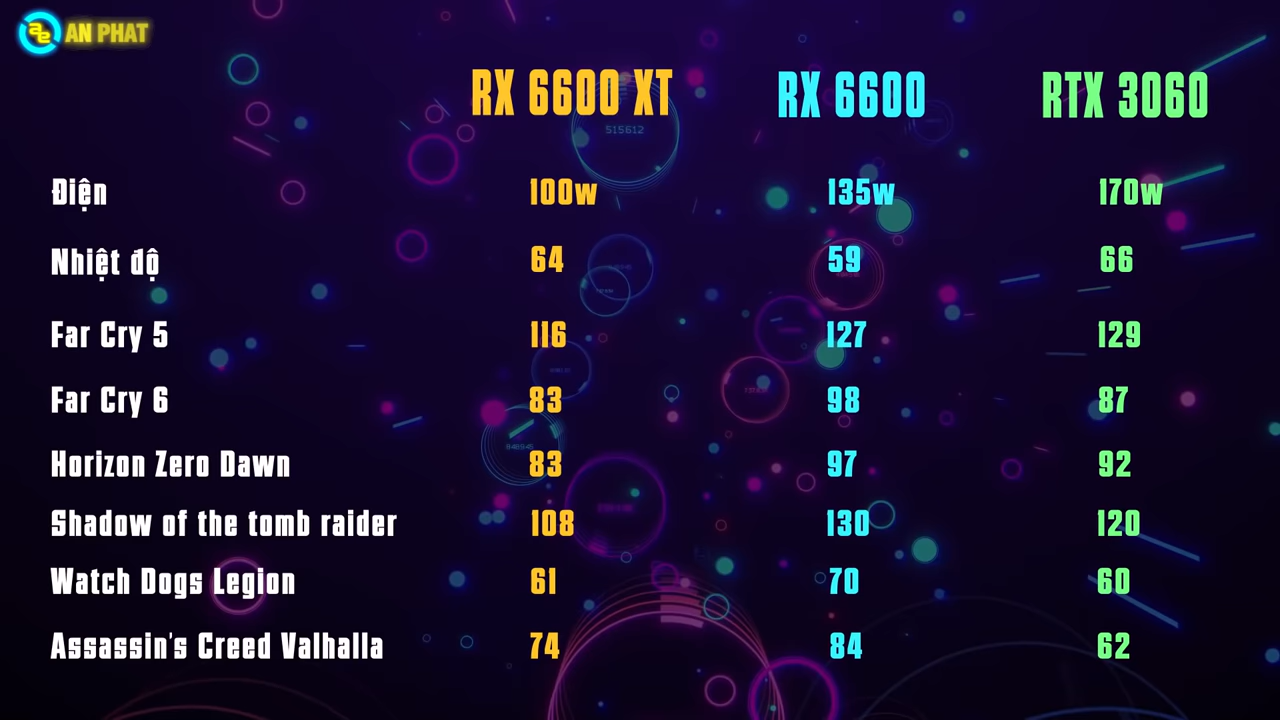 AN PHAT
RX 6600 XT RX 6600 RTX 3060
515612
Điện 100w 135w 170w
Nhiệt độ 64 59 66
Far Cry 5 116 127 129
Far Cry 6 83 98 87
Horizon Zero Dawn 83 97 92
Shadow of the tomb raider 108 130 120
Watch Dogs Legion 61 70 60
Assassin's Creed Valhalla 74 84 62